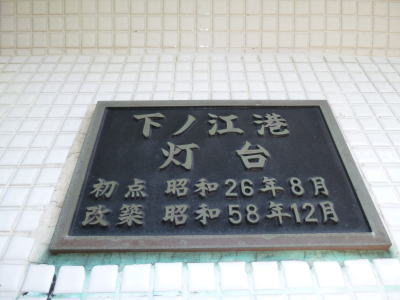 下ノ江港
灯台
初点 昭和26年8月
改築 昭和58年12月